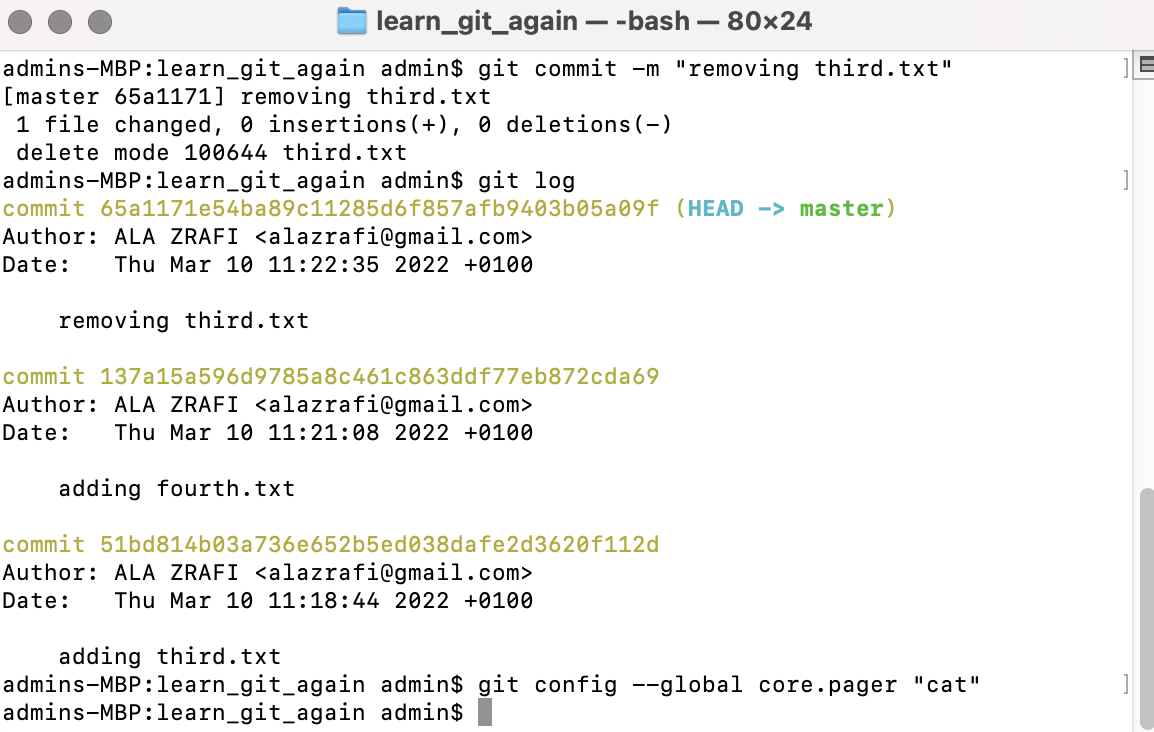 learn_git_again — -bash — 80×24
admins-MBP:learn_git_again admin$ git commit -m "removing third.txt"
[master 65a1171] removing third.txt
 1 file changed, 0 insertions(+), 0 deletions(-)
 delete mode 100644 third.txt
admins-MBP:learn_git_again admin$ git log
commit 65a1171e54ba89c11285d6f857afb9403b05a09f (HEAD -> master)
Author: ALA ZRAFI <alazrafi@gmail.com>
Date:   Thu Mar 10 11:22:35 2022 +0100

    removing third.txt

commit 137a15a596d9785a8c461c863ddf77eb872cda69
Author: ALA ZRAFI <alazrafi@gmail.com>
Date:   Thu Mar 10 11:21:08 2022 +0100

    adding fourth.txt

commit 51bd814b03a736e652b5ed038dafe2d3620f112d
Author: ALA ZRAFI <alazrafi@gmail.com>
Date:   Thu Mar 10 11:18:44 2022 +0100

    adding third.txt
admins-MBP:learn_git_again admin$ git config --global core.pager "cat"
admins-MBP:learn_git_again admin$